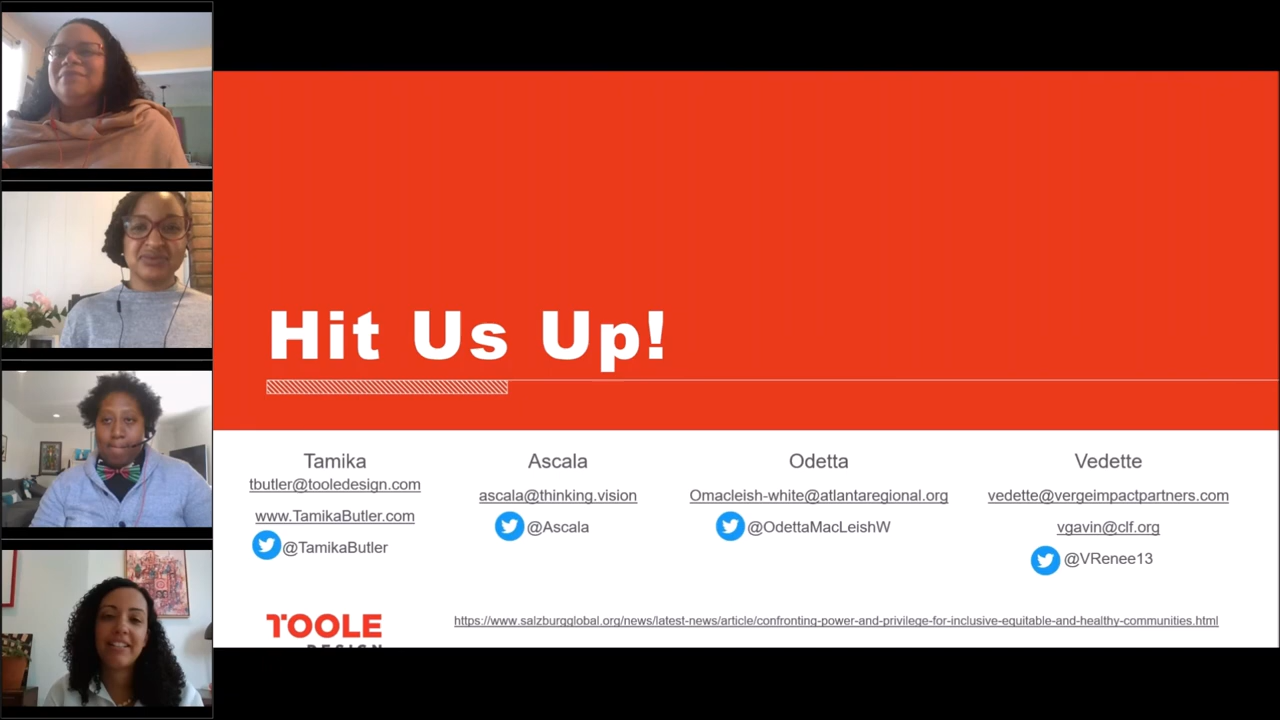 Hit Us Up!
Tamika
tbutler@tooledesign.com
www.TamikaButler.com
@TamikaButler
Ascala
ascala@thinking.vision
@Ascala
Odetta
Omacleish-white@atlantaregional.org
@OdettaMacLeishW
Vedette
vedette@vergeimpactpartners.com
vgavin@clf.org
@VRenee13
TOOLE
DESIGN
https://www.salzburgglobal.org/news/latest-news/article/confronting-power-and-privilege-for-inclusive-equitable-and-healthy-communities.html